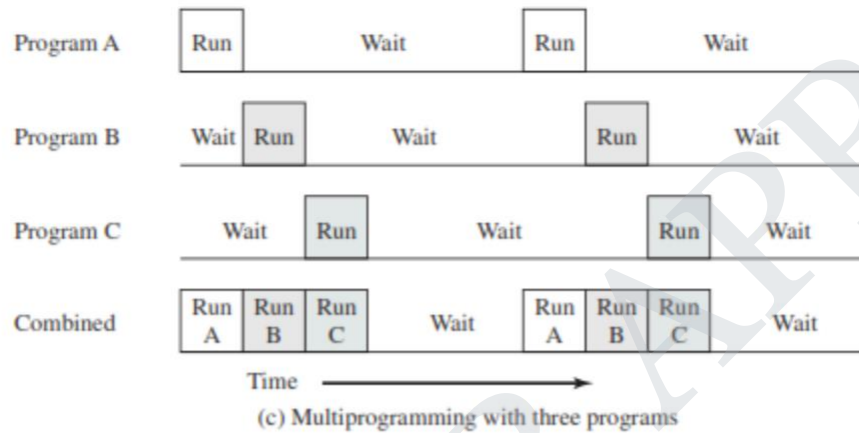 Program A Run Wait Run Wait
Program B Wait Run Wait Run Wait
Program C Wait Run Wait Run Wait
Combined Run A Run B Run C Wait Run A Run B Run C Wait
Time
(c) Multiprogramming with three programs